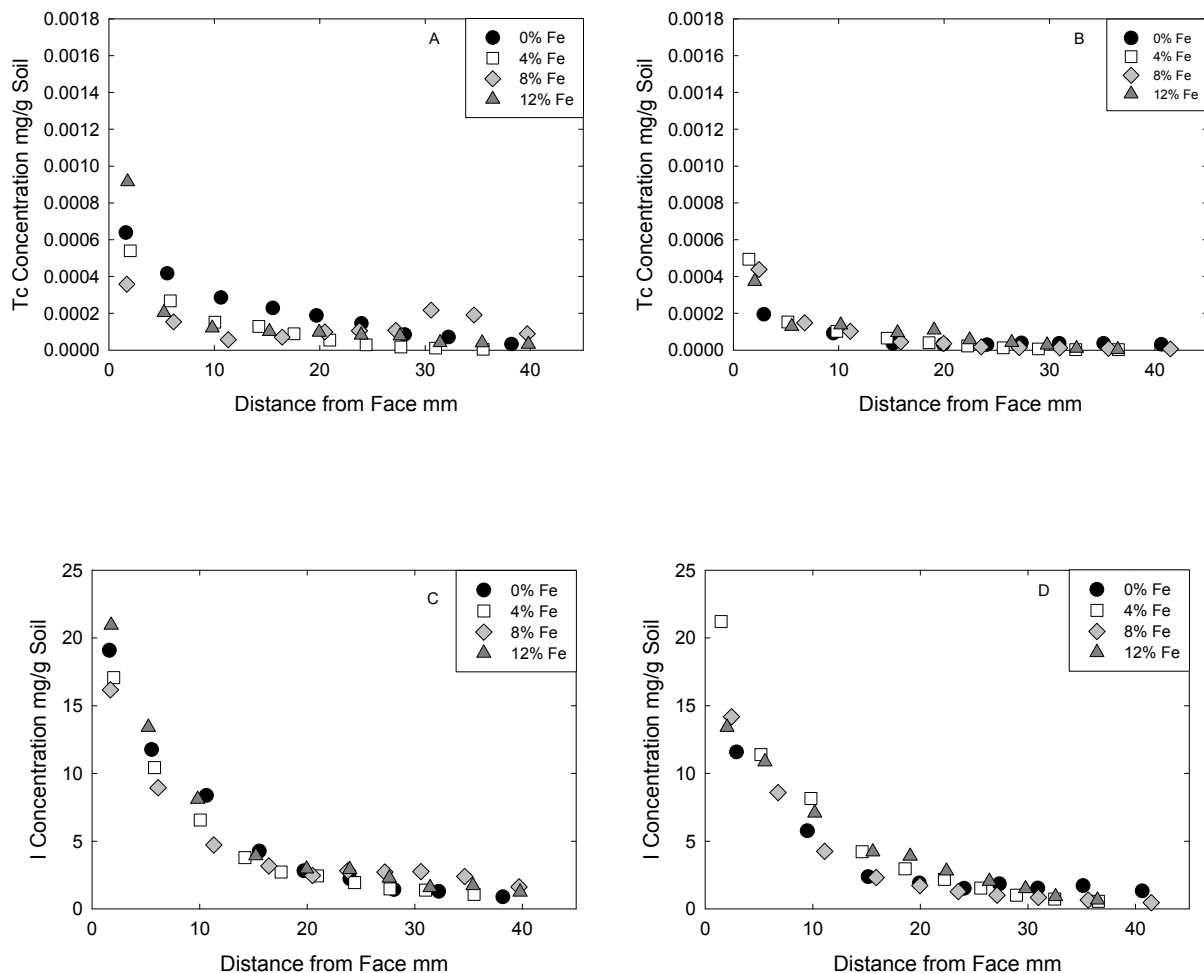 Tc Concentration mg/g Soil
0.0018
0.0016
0.0014
0.0012
0.0010
0.0008
0.0006
0.0004
0.0002
0.0000
A
0% Fe
4% Fe
8% Fe
12% Fe
0 10 20 30 40
Distance from Face mm
Tc Concentration mg/g Soil
0.0018
0.0016
0.0014
0.0012
0.0010
0.0008
0.0006
0.0004
0.0002
0.0000
B
0% Fe
4% Fe
8% Fe
12% Fe
0 10 20 30 40
Distance from Face mm
I Concentration mg/g Soil
25
20
15
10
5
0
C
0% Fe
4% Fe
8% Fe
12% Fe
0 10 20 30 40
Distance from Face mm
I Concentration mg/g Soil
25
20
15
10
5
0
D
0% Fe
4% Fe
8% Fe
12% Fe
0 10 20 30 40
Distance from Face mm